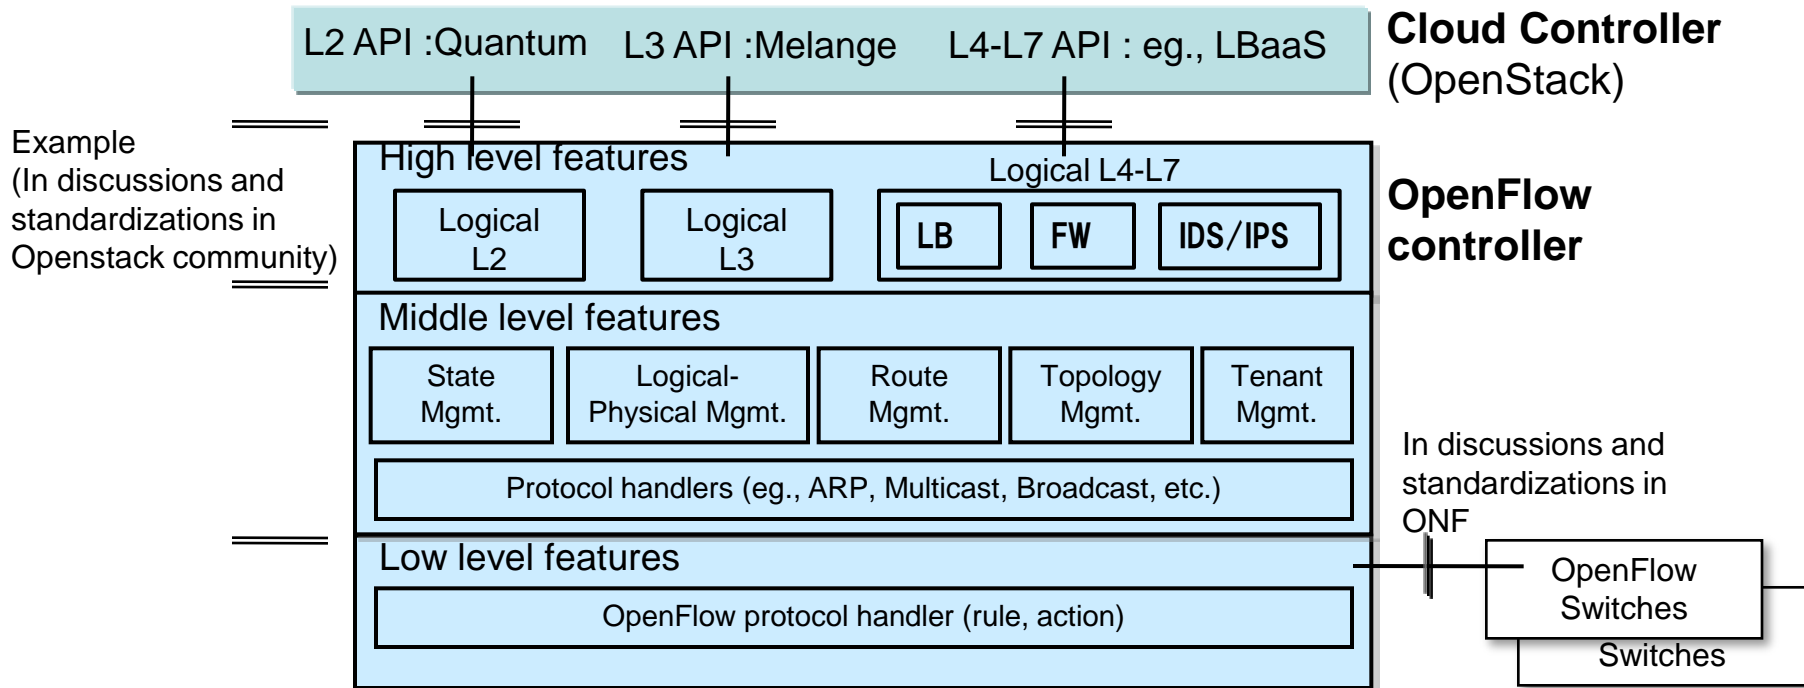 L2 API :Quantum
L3 API :Melange
L4-L7 API : eg., LBaaS
Cloud Controller
(OpenStack)
Example
(In discussions and
standardizations in
Openstack community)
High level features
Logical
L2
Logical
L3
Logical L4-L7
LB
FW
IDS/IPS
OpenFlow
controller
Middle level features
State
Mgmt.
Logical-
Physical Mgmt.
Route
Mgmt.
Topology
Mgmt.
Tenant
Mgmt.
Protocol handlers (eg., ARP, Multicast, Broadcast, etc.)
In discussions and
standardizations in
ONF
Low level features
OpenFlow protocol handler (rule, action)
OpenFlow
Switches
Switches